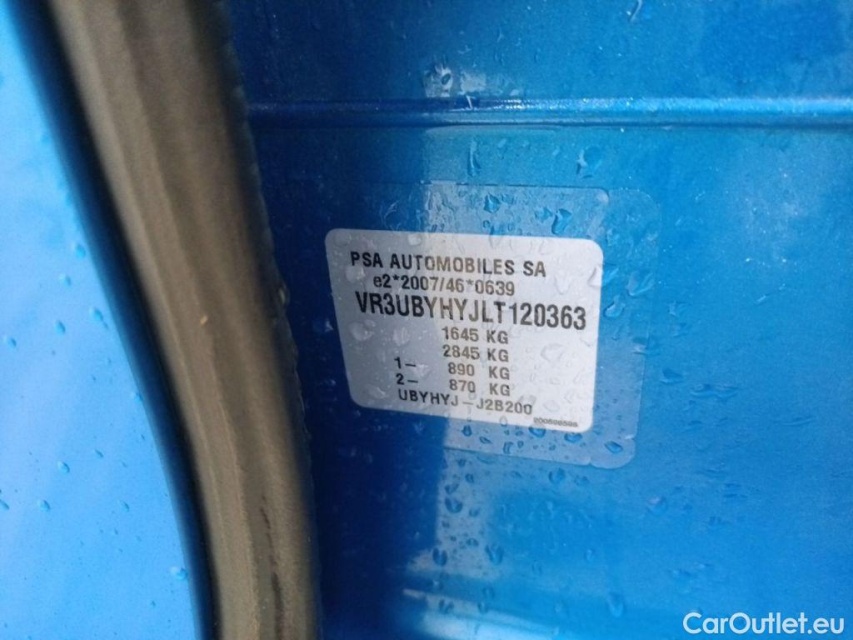 PSA AUTOMOBILES SA
e2*2007/46*0639
VR3UBYHYJLT120363
1645 KG
2845 KG
1- 890 KG
2- 870 KG
UBYHYJ-J2B200
CarOutlet.eu